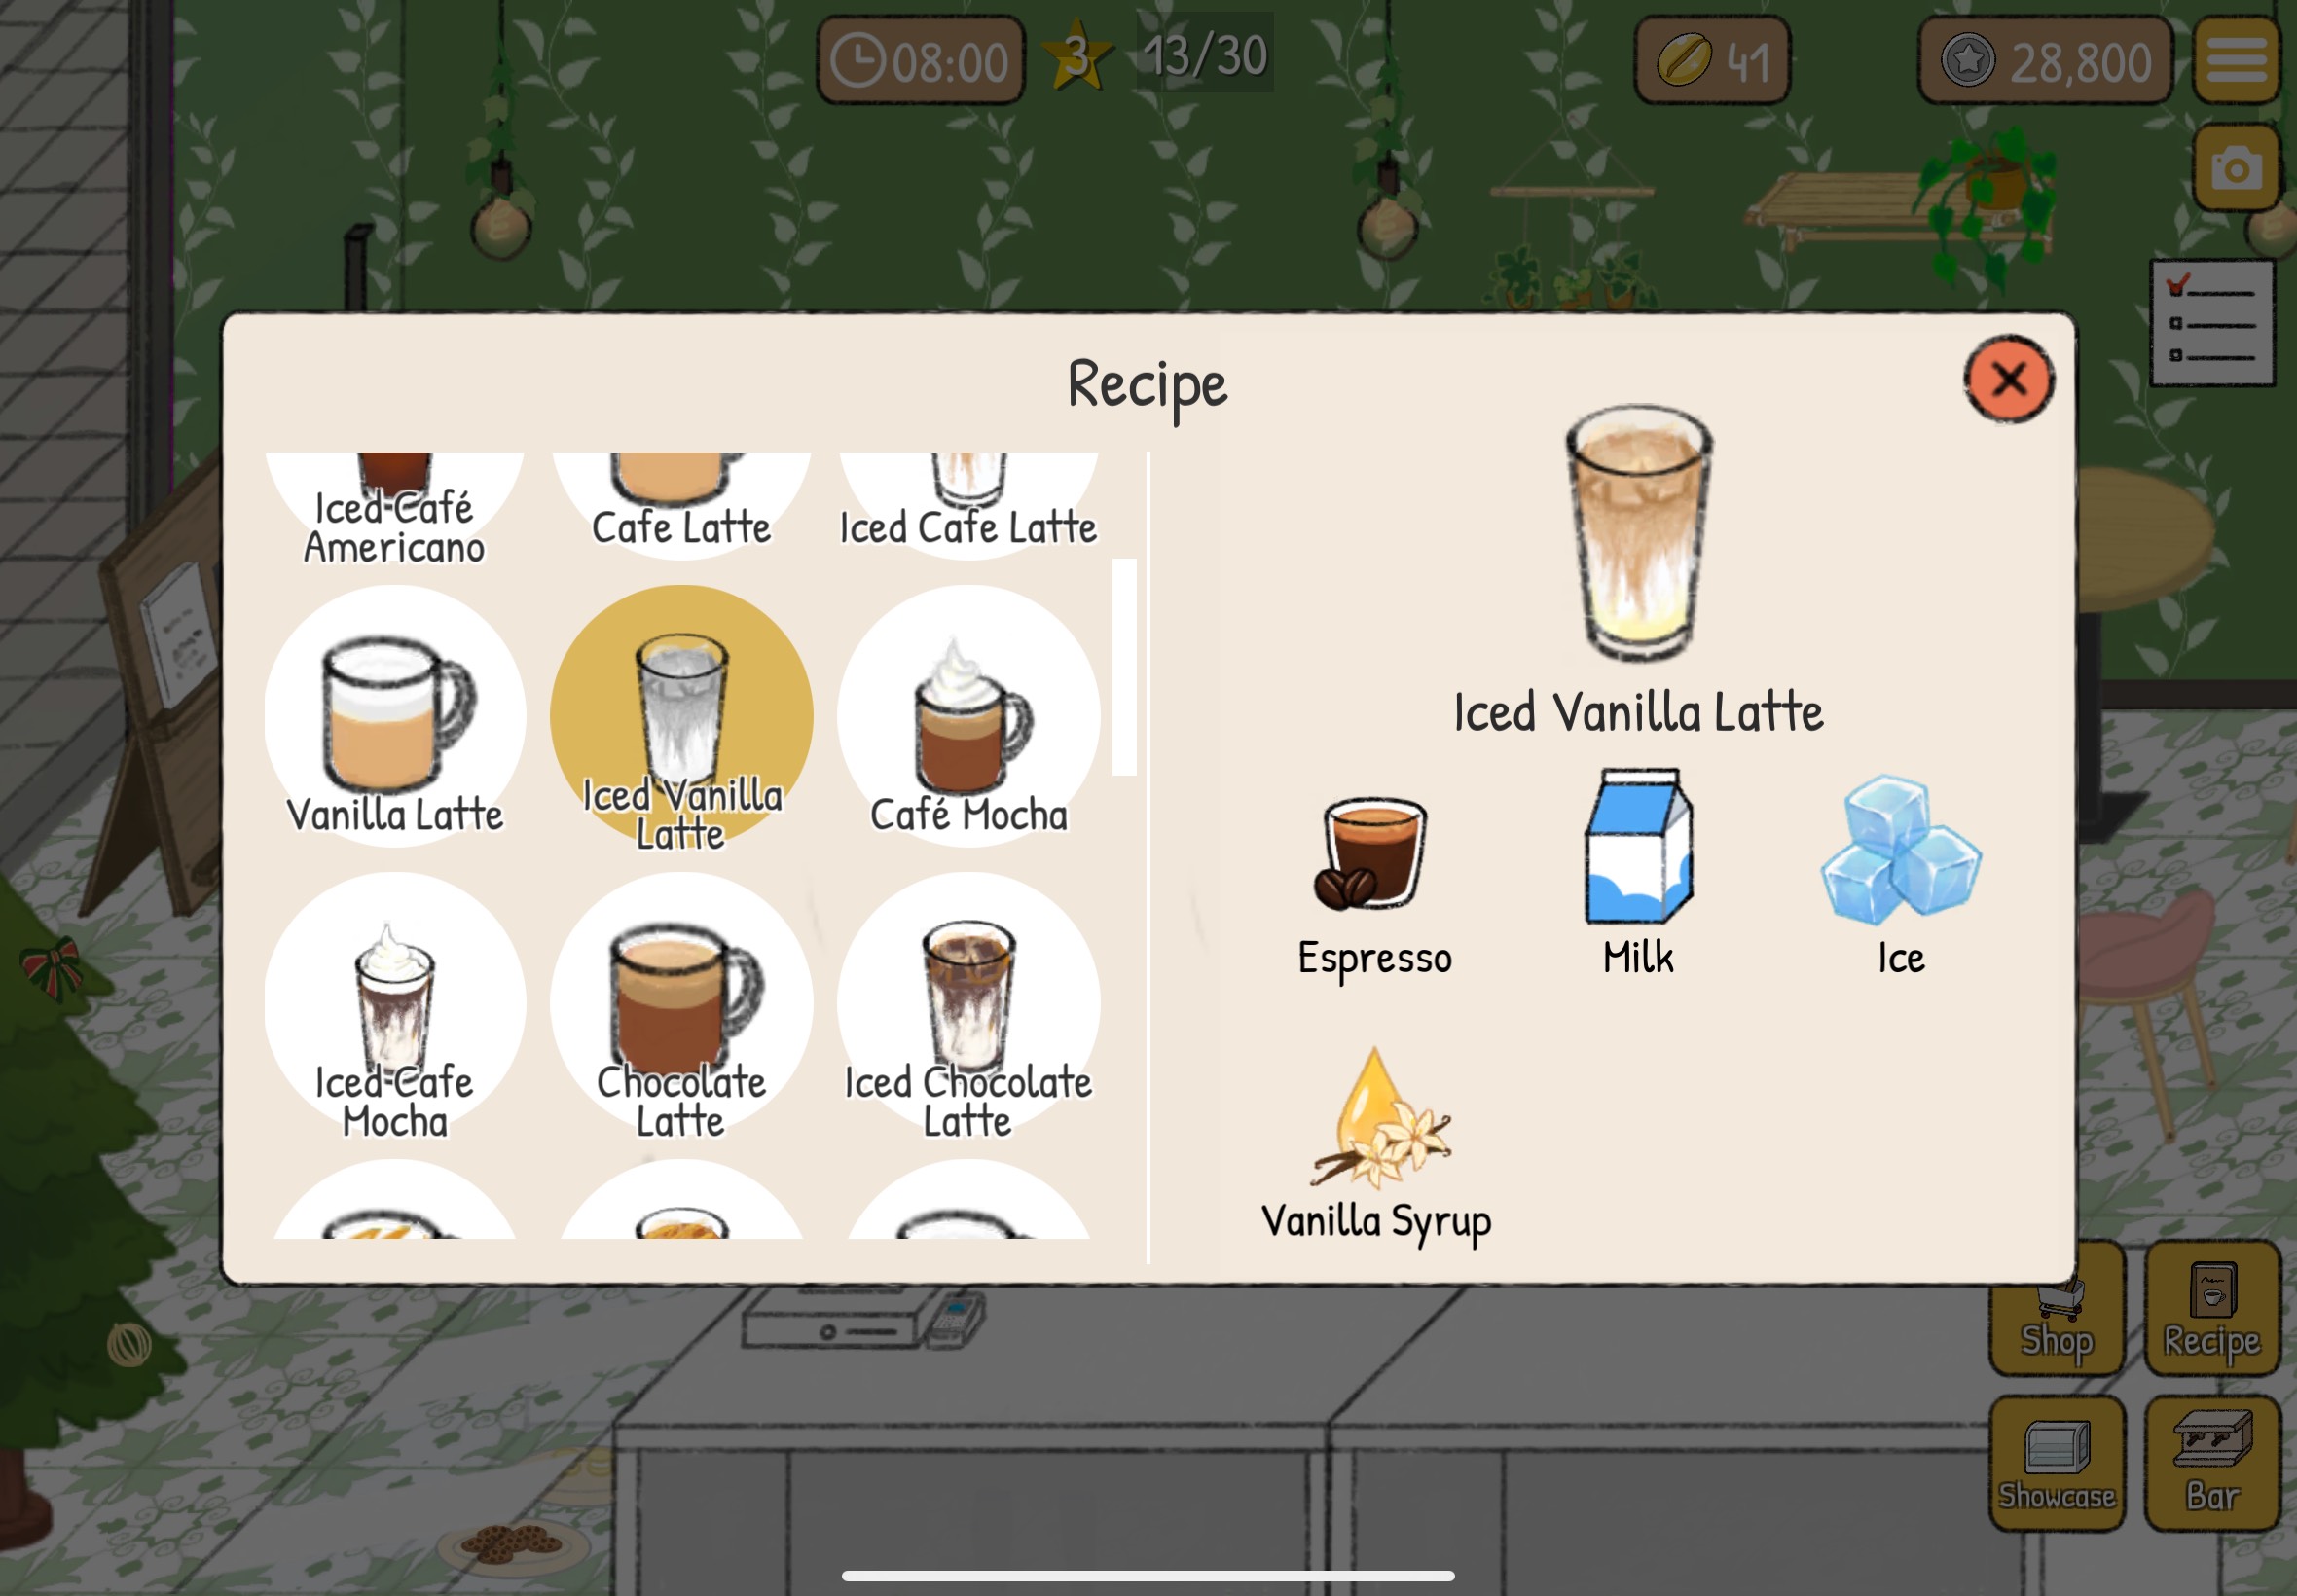 08:00
3
13/30
41
28,800
Recipe
Iced Café
Americano
Cafe Latte
Iced Cafe Latte
Vanilla Latte
Iced Vanilla
Latte
Café Mocha
Iced Cafe
Mocha
Chocolate
Latte
Iced Chocolate
Latte
Iced Vanilla Latte
Espresso
Milk
Ice
Vanilla Syrup
Shop
Recipe
Showcase
Bar